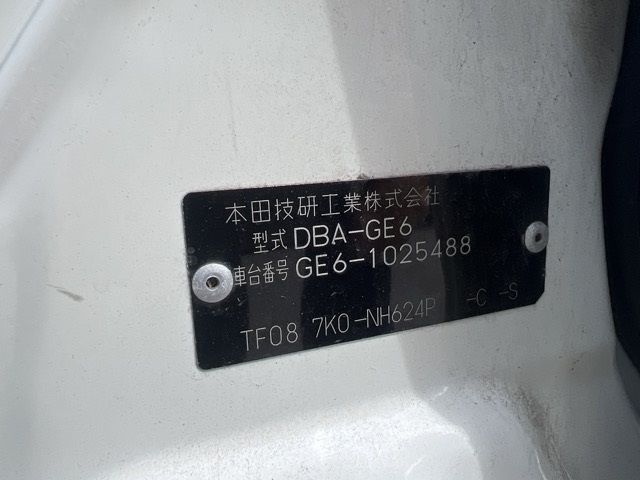 本田技研工業株式会社
型式 DBA-GE6
車台番号 GE6-1025488
TF08 7K0-NH624P -C -S